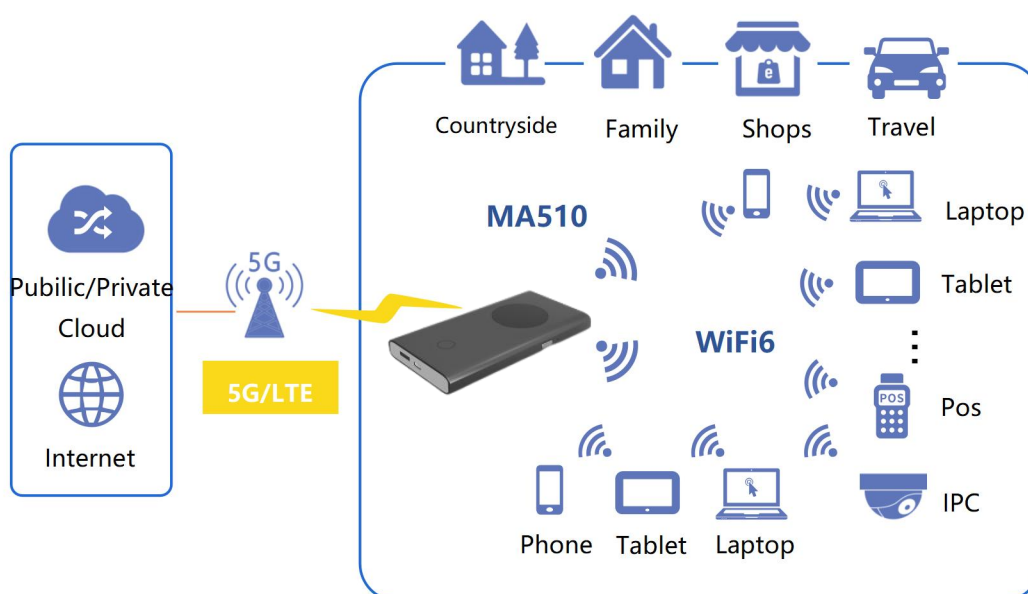 Countryside
Family
Shops
Travel
MA510
Laptop
Pubilic/Private
Cloud
5G
Tablet
5G/LTE
WiFi6
POS
Pos
Internet
IPC
Phone
Tablet
Laptop
e